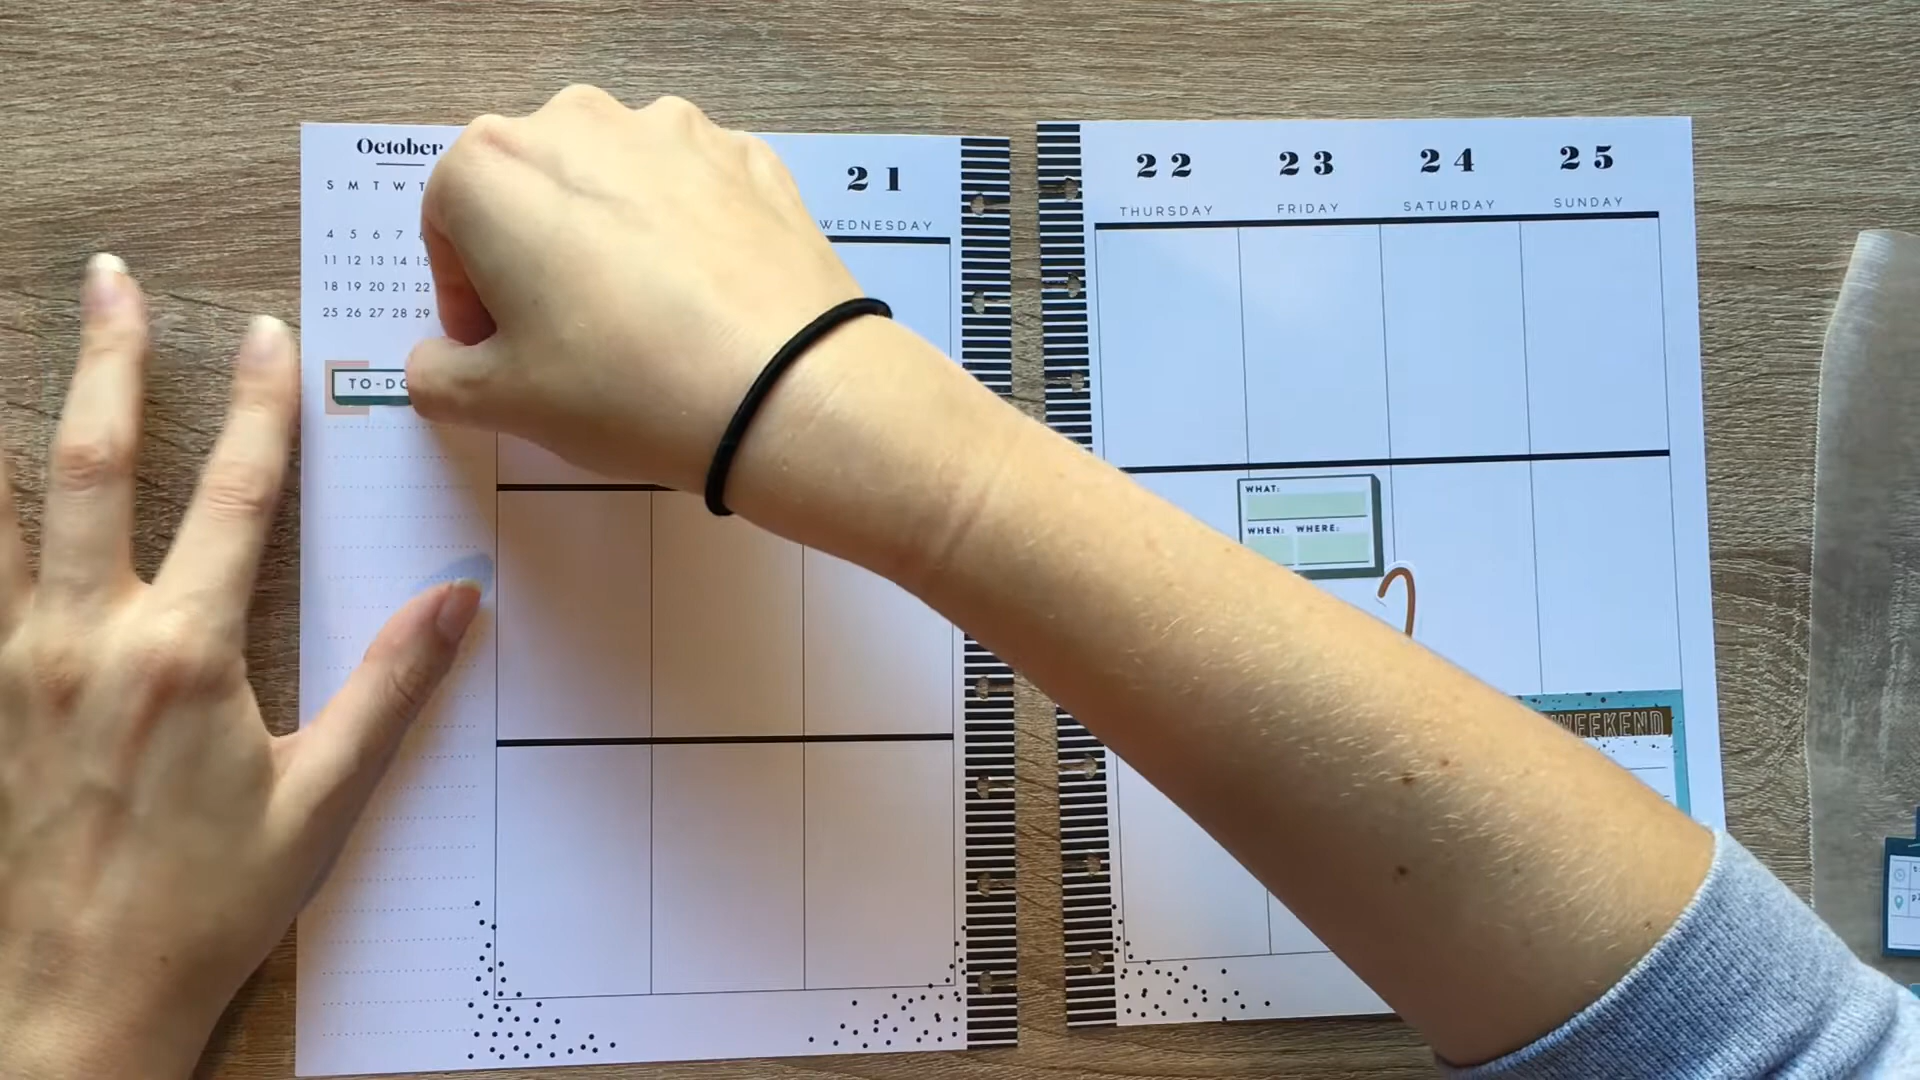 October
S M T W T
4 5 6 7
11 12 13 14 15
18 19 20 21 22
25 26 27 28 29
TO-DO
21
WEDNESDAY
22 23 24 25
THURSDAY FRIDAY SATURDAY SUNDAY
WHAT:
WHEN: WHERE:
WEEKEND